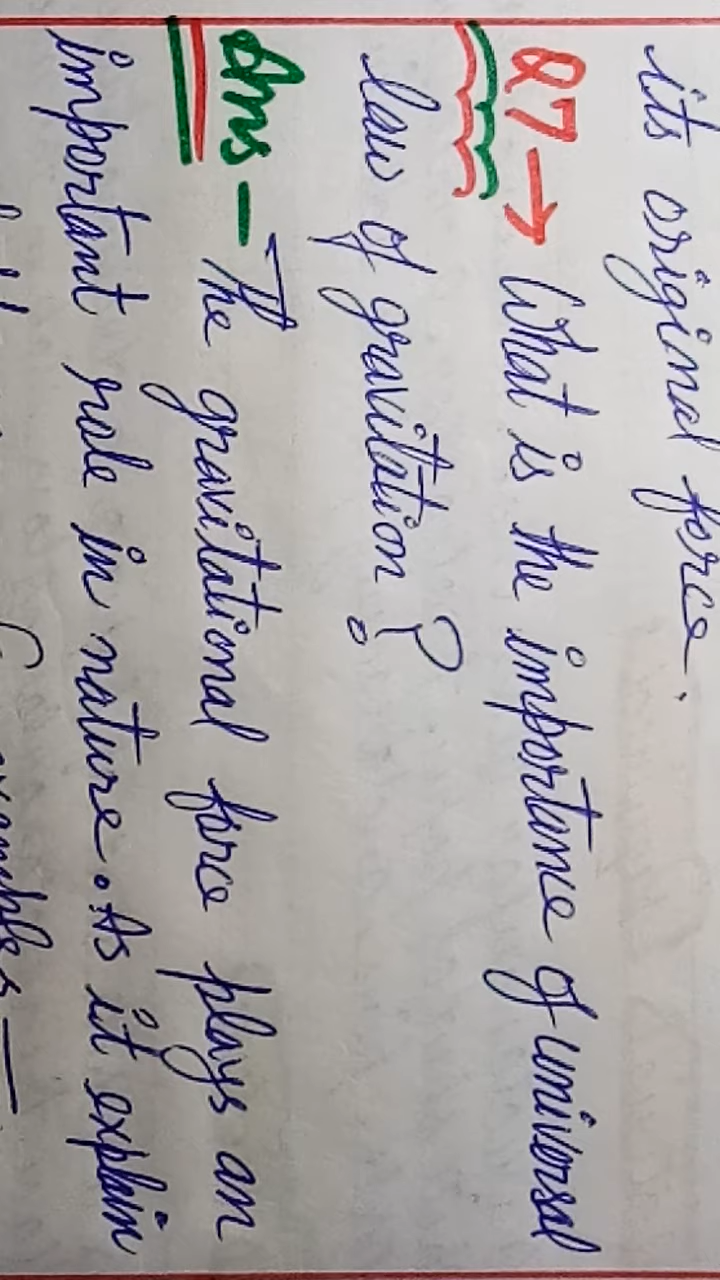 its original force.
Q7 → What is the importance of universal
law of gravitation ?
Ans - The gravitational force plays an
important role in nature. As it explain
examples -